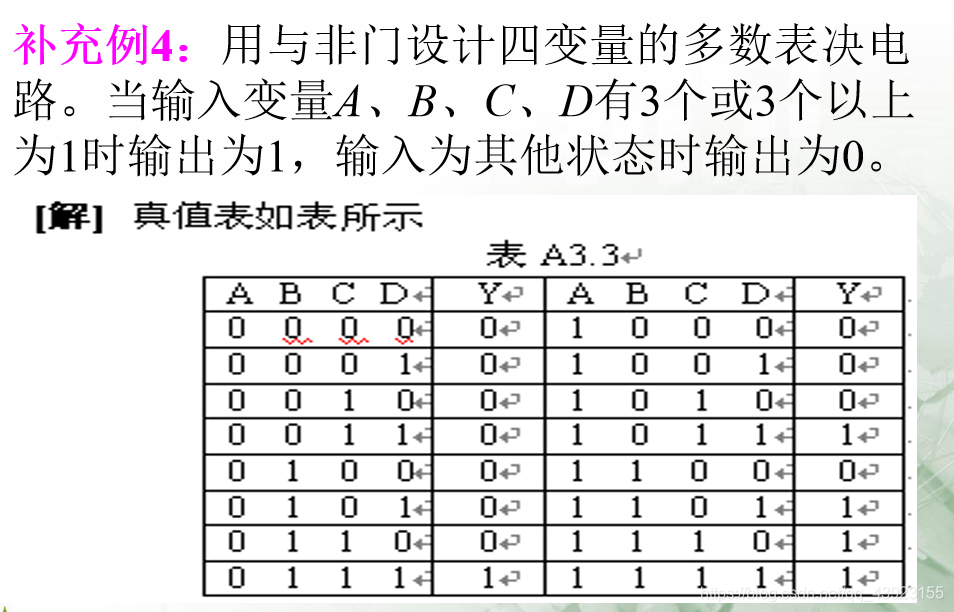 补充例4：用与非门设计四变量的多数表决电
路。当输入变量A、B、C、D有3个或3个以上
为1时输出为1，输入为其他状态时输出为0。
[解] 真值表如表所示
表 A3.3
A B C D Y A B C D Y
0 0 0 0 0 1 0 0 0 0
0 0 0 1 0 1 0 0 1 0
0 0 1 0 0 1 0 1 0 0
0 0 1 1 0 1 0 1 1 1
0 1 0 0 0 1 1 0 0 0
0 1 0 1 0 1 1 0 1 1
0 1 1 0 0 1 1 1 0 1
0 1 1 1 1 1 1 1 1 1